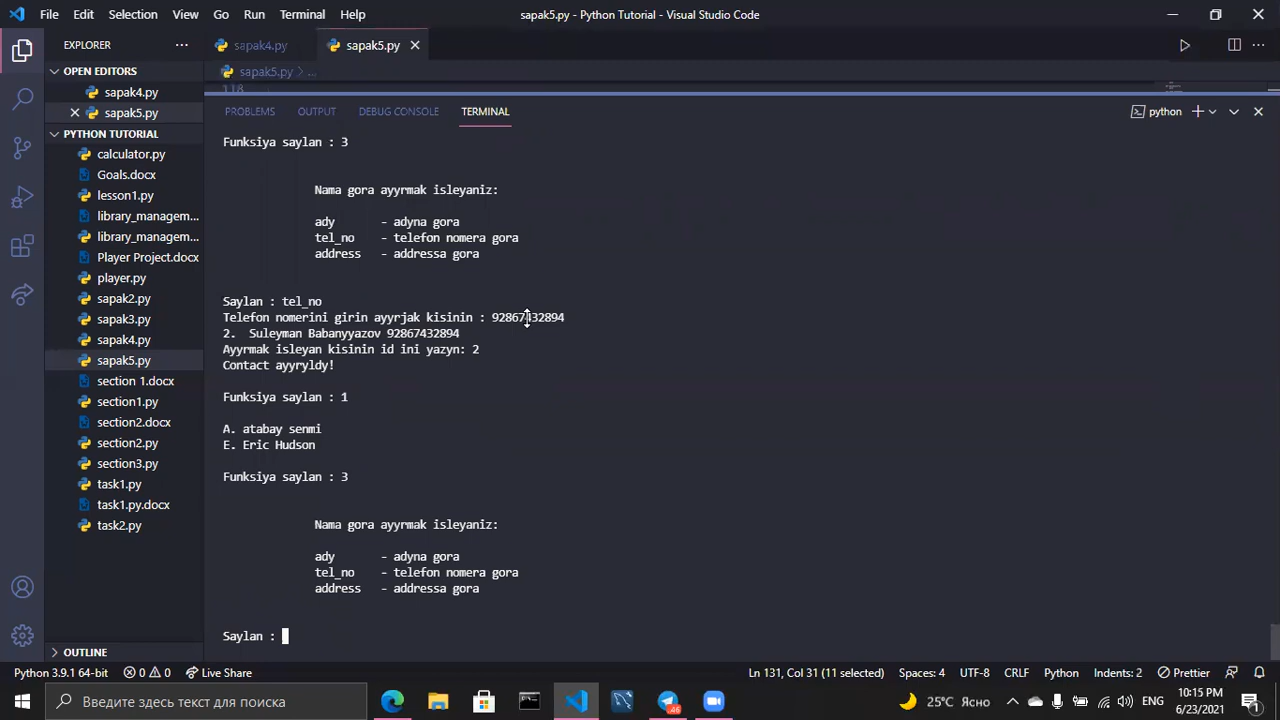 File Edit Selection View Go Run Terminal Help
sapak5.py - Python Tutorial - Visual Studio Code
EXPLORER
OPEN EDITORS
sapak4.py
sapak5.py
PYTHON TUTORIAL
calculator.py
Goals.docx
lesson1.py
library_managem...
library_managem...
Player Project.docx
player.py
sapak2.py
sapak3.py
sapak4.py
sapak5.py
section 1.docx
section1.py
section2.docx
section2.py
section3.py
task1.py
task1.py.docx
task2.py
OUTLINE
sapak4.py sapak5.py
sapak5.py > ...
118
PROBLEMS OUTPUT DEBUG CONSOLE TERMINAL
python
Funksiya saylan : 3
Nama gora ayyrmak isleyaniz:
ady - adyna gora
tel_no - telefon nomera gora
address - addressa gora
Saylan : tel_no
Telefon nomerini girin ayyrjak kisinin : 92867432894
2. Suleyman Babanyyazov 92867432894
Ayyrmak isleyan kisinin id ini yazyn: 2
Contact ayyryldy!
Funksiya saylan : 1
A. atabay senmi
E. Eric Hudson
Funksiya saylan : 3
Nama gora ayyrmak isleyaniz:
ady - adyna gora
tel_no - telefon nomera gora
address - addressa gora
Saylan :
Python 3.9.1 64-bit 0 0 Live Share Ln 131, Col 31 (11 selected) Spaces: 4 UTF-8 CRLF Python Indents: 2 Prettier
Введите здесь текст для поиска
46
25°C Ясно
ENG
10:15 PM
6/23/2021
1